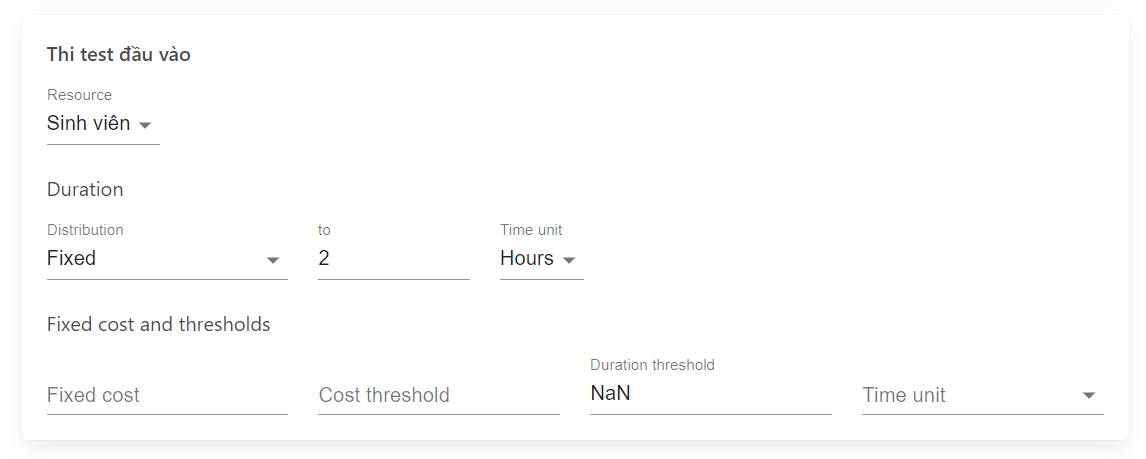 Thi test đầu vào
Resource
Sinh viên
Duration
Distribution to Time unit
Fixed 2 Hours
Fixed cost and thresholds
Duration threshold
Fixed cost Cost threshold NaN Time unit